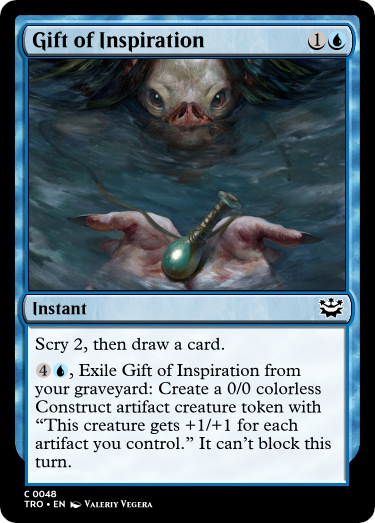 Gift of Inspiration 1
Instant
Scry 2, then draw a card.
4, Exile Gift of Inspiration from
your graveyard: Create a 0/0 colorless
Construct artifact creature token with
“This creature gets +1/+1 for each
artifact you control.” It can’t block this
turn.
C 0048
TRO • EN VALERIY VEGERA